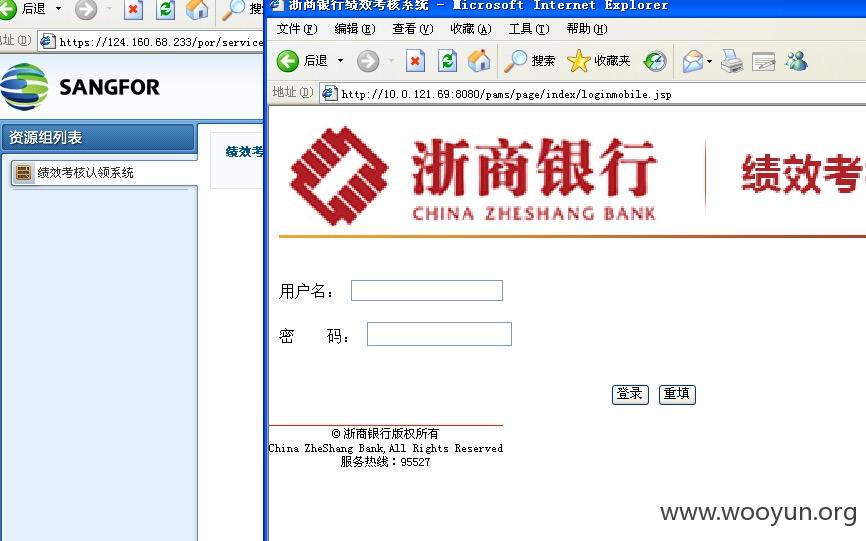 后退
搜
地址(D)
https://124.160.68.233/por/service
SANGFOR
资源组列表
绩效考核认领系统
绩效考
浙商银行绩效考核系统 - Microsoft Internet Explorer
文件(F) 编辑(E) 查看(V) 收藏(A) 工具(T) 帮助(H)
后退 搜索 收藏夹
地址(D) http://10.0.121.69:8080/pams/page/index/loginmobile.jsp
浙商银行
CHINA ZHESHANG BANK
绩效考
用户名：
密 码：
登录 重填
© 浙商银行版权所有
China ZheShang Bank,All Rights Reserved
服务热线：95527
www.wooyun.org